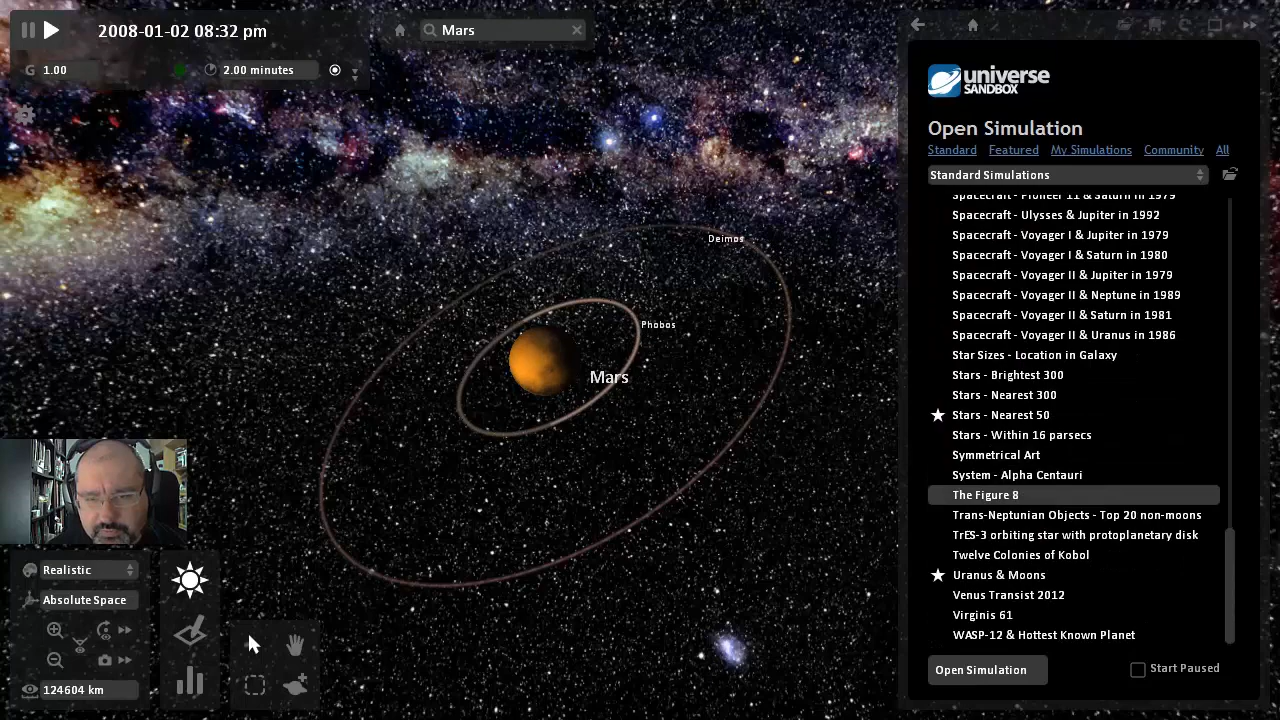 2008-01-02 08:32 pm
Mars
G 1.00
2.00 minutes
Deimos
Phobos
Mars
Realistic
Absolute Space
124604 km
universe
SANDBOX
Open Simulation
Standard Featured My Simulations Community All
Standard Simulations
Spacecraft - Pioneer 11 & Saturn in 1979
Spacecraft - Ulysses & Jupiter in 1992
Spacecraft - Voyager I & Jupiter in 1979
Spacecraft - Voyager I & Saturn in 1980
Spacecraft - Voyager II & Jupiter in 1979
Spacecraft - Voyager II & Neptune in 1989
Spacecraft - Voyager II & Saturn in 1981
Spacecraft - Voyager II & Uranus in 1986
Star Sizes - Location in Galaxy
Stars - Brightest 300
Stars - Nearest 300
Stars - Nearest 50
Stars - Within 16 parsecs
Symmetrical Art
System - Alpha Centauri
The Figure 8
Trans-Neptunian Objects - Top 20 non-moons
TrES-3 orbiting star with protoplanetary disk
Twelve Colonies of Kobol
Uranus & Moons
Venus Transist 2012
Virginis 61
WASP-12 & Hottest Known Planet
Open Simulation
Start Paused